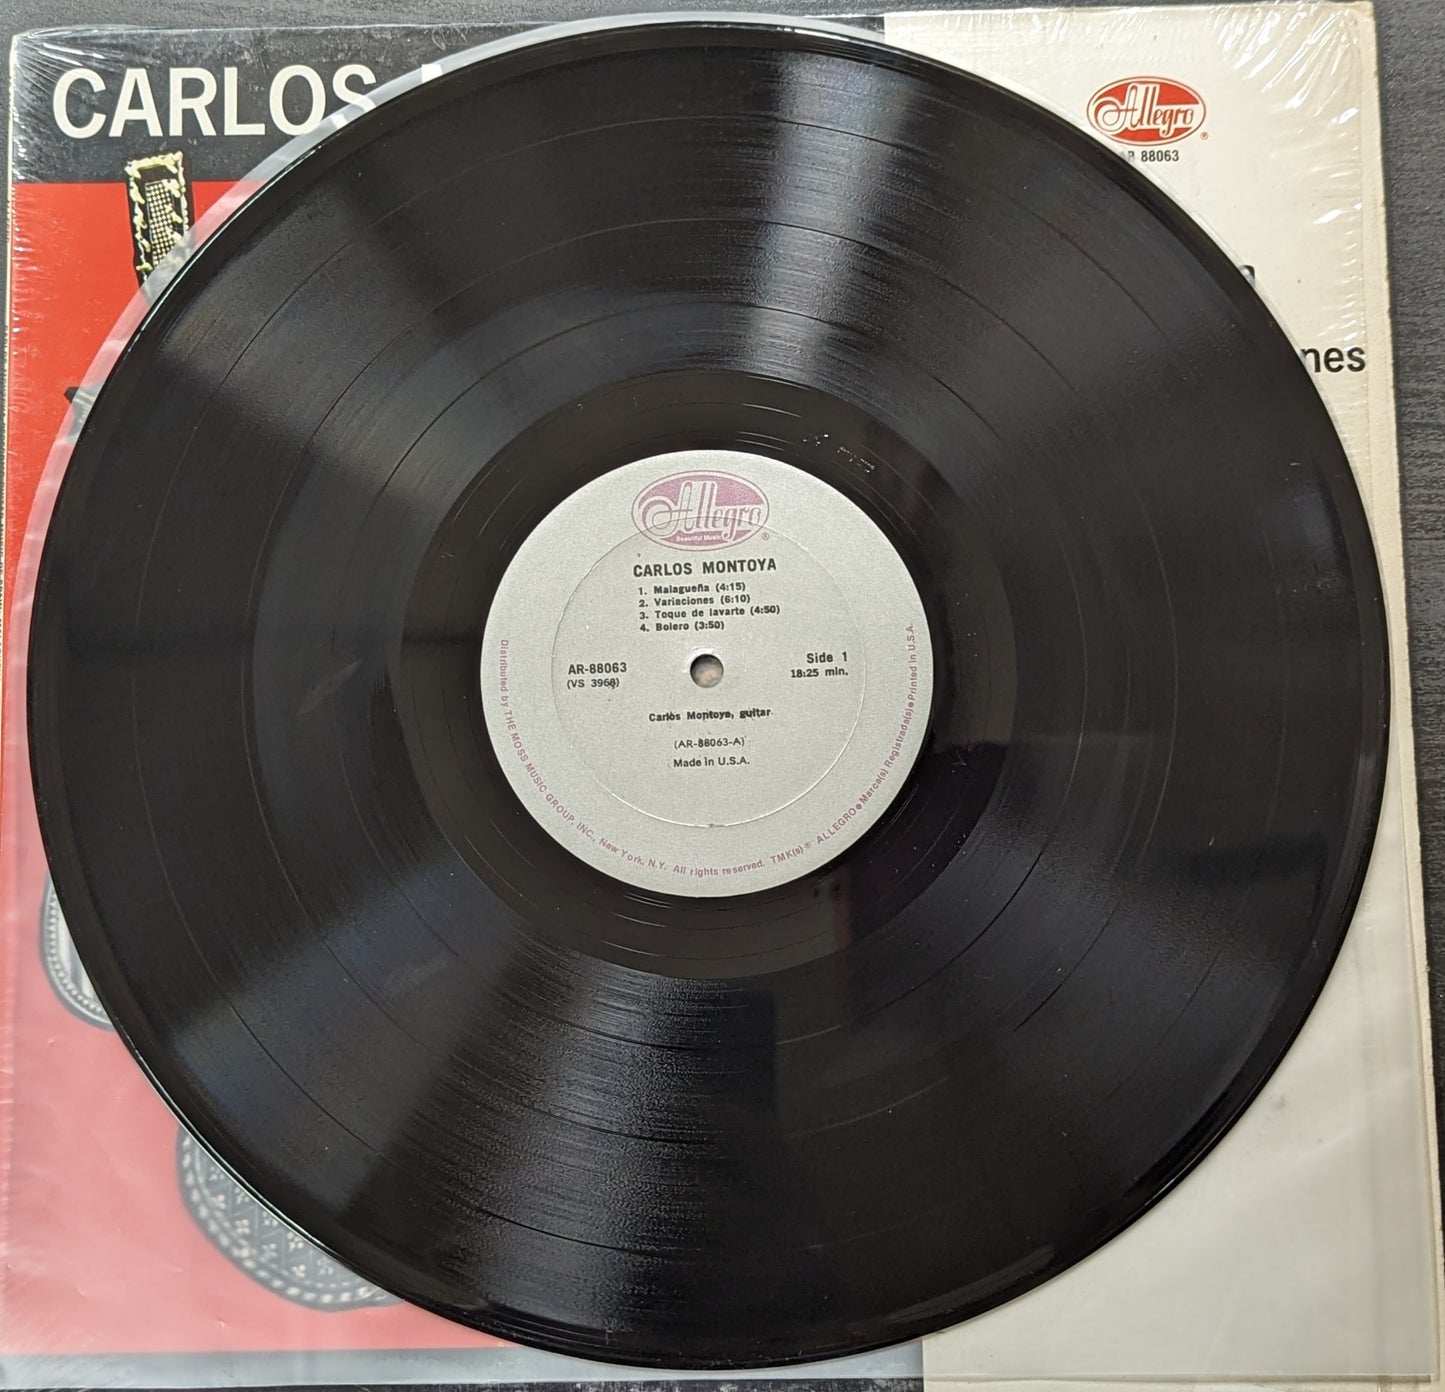 CARLOS
Allegro
®
AR 88063
nes
Allegro
Beautiful Music
®
CARLOS MONTOYA
1. Malagueña (4:15)
2. Variaciones (6:10)
3. Toque de lavarte (4:50)
4. Bolero (3:50)
AR-88063
(VS 3968)
Side 1
18:25 min.
Carlos Montoya, guitar
(AR-88063-A)
Made in U.S.A.
Distributed by THE MOSS MUSIC GROUP, INC., New York, N.Y. All rights reserved. TMK(s)® ALLEGRO● Marca(s) Registrada(s)● Printed in U.S.A.